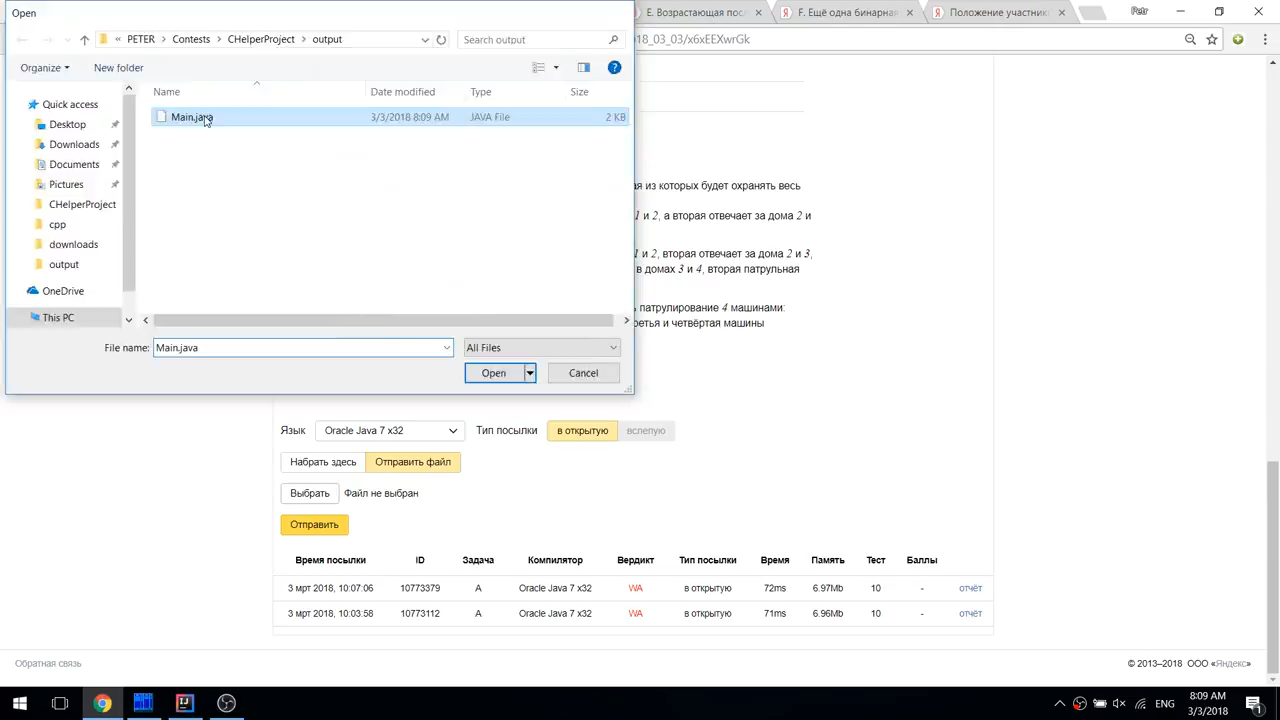 Open
E. Возрастающая пос
F. Ещё одна бинарная
Положение участник
Petr
« PETER > Contests > CHelperProject > output
Search output
18_03_03/x6xEEXwrGk
Organize
New folder
Name
Date modified
Type
Size
Quick access
Main.java
3/3/2018 8:09 AM
JAVA File
2 KB
Desktop
Downloads
Documents
Pictures
CHelperProject
cpp
downloads
output
OneDrive
This PC
ая из которых будет охранять весь
1 и 2, а вторая отвечает за дома 2 и
1 и 2, вторая отвечает за дома 2 и 3,
в домах 3 и 4, вторая патрульная
ь патрулирование 4 машинами:
ретья и четвёртая машины
File name:
Main.java
All Files
Open
Cancel
Язык
Oracle Java 7 x32
Тип посылки
в открытую
вслепую
Набрать здесь
Отправить файл
Выбрать
Файл не выбран
Отправить
Время посылки ID Задача Компилятор Вердикт Тип посылки Время Память Тест Баллы
3 мрт 2018, 10:07:06 10773379 A Oracle Java 7 x32 WA в открытую 72ms 6.97Mb 10 - отчёт
3 мрт 2018, 10:03:58 10773112 A Oracle Java 7 x32 WA в открытую 71ms 6.96Mb 10 - отчёт
Обратная связь
© 2013–2018 ООО «Яндекс»
ENG
8:09 AM
3/3/2018
1